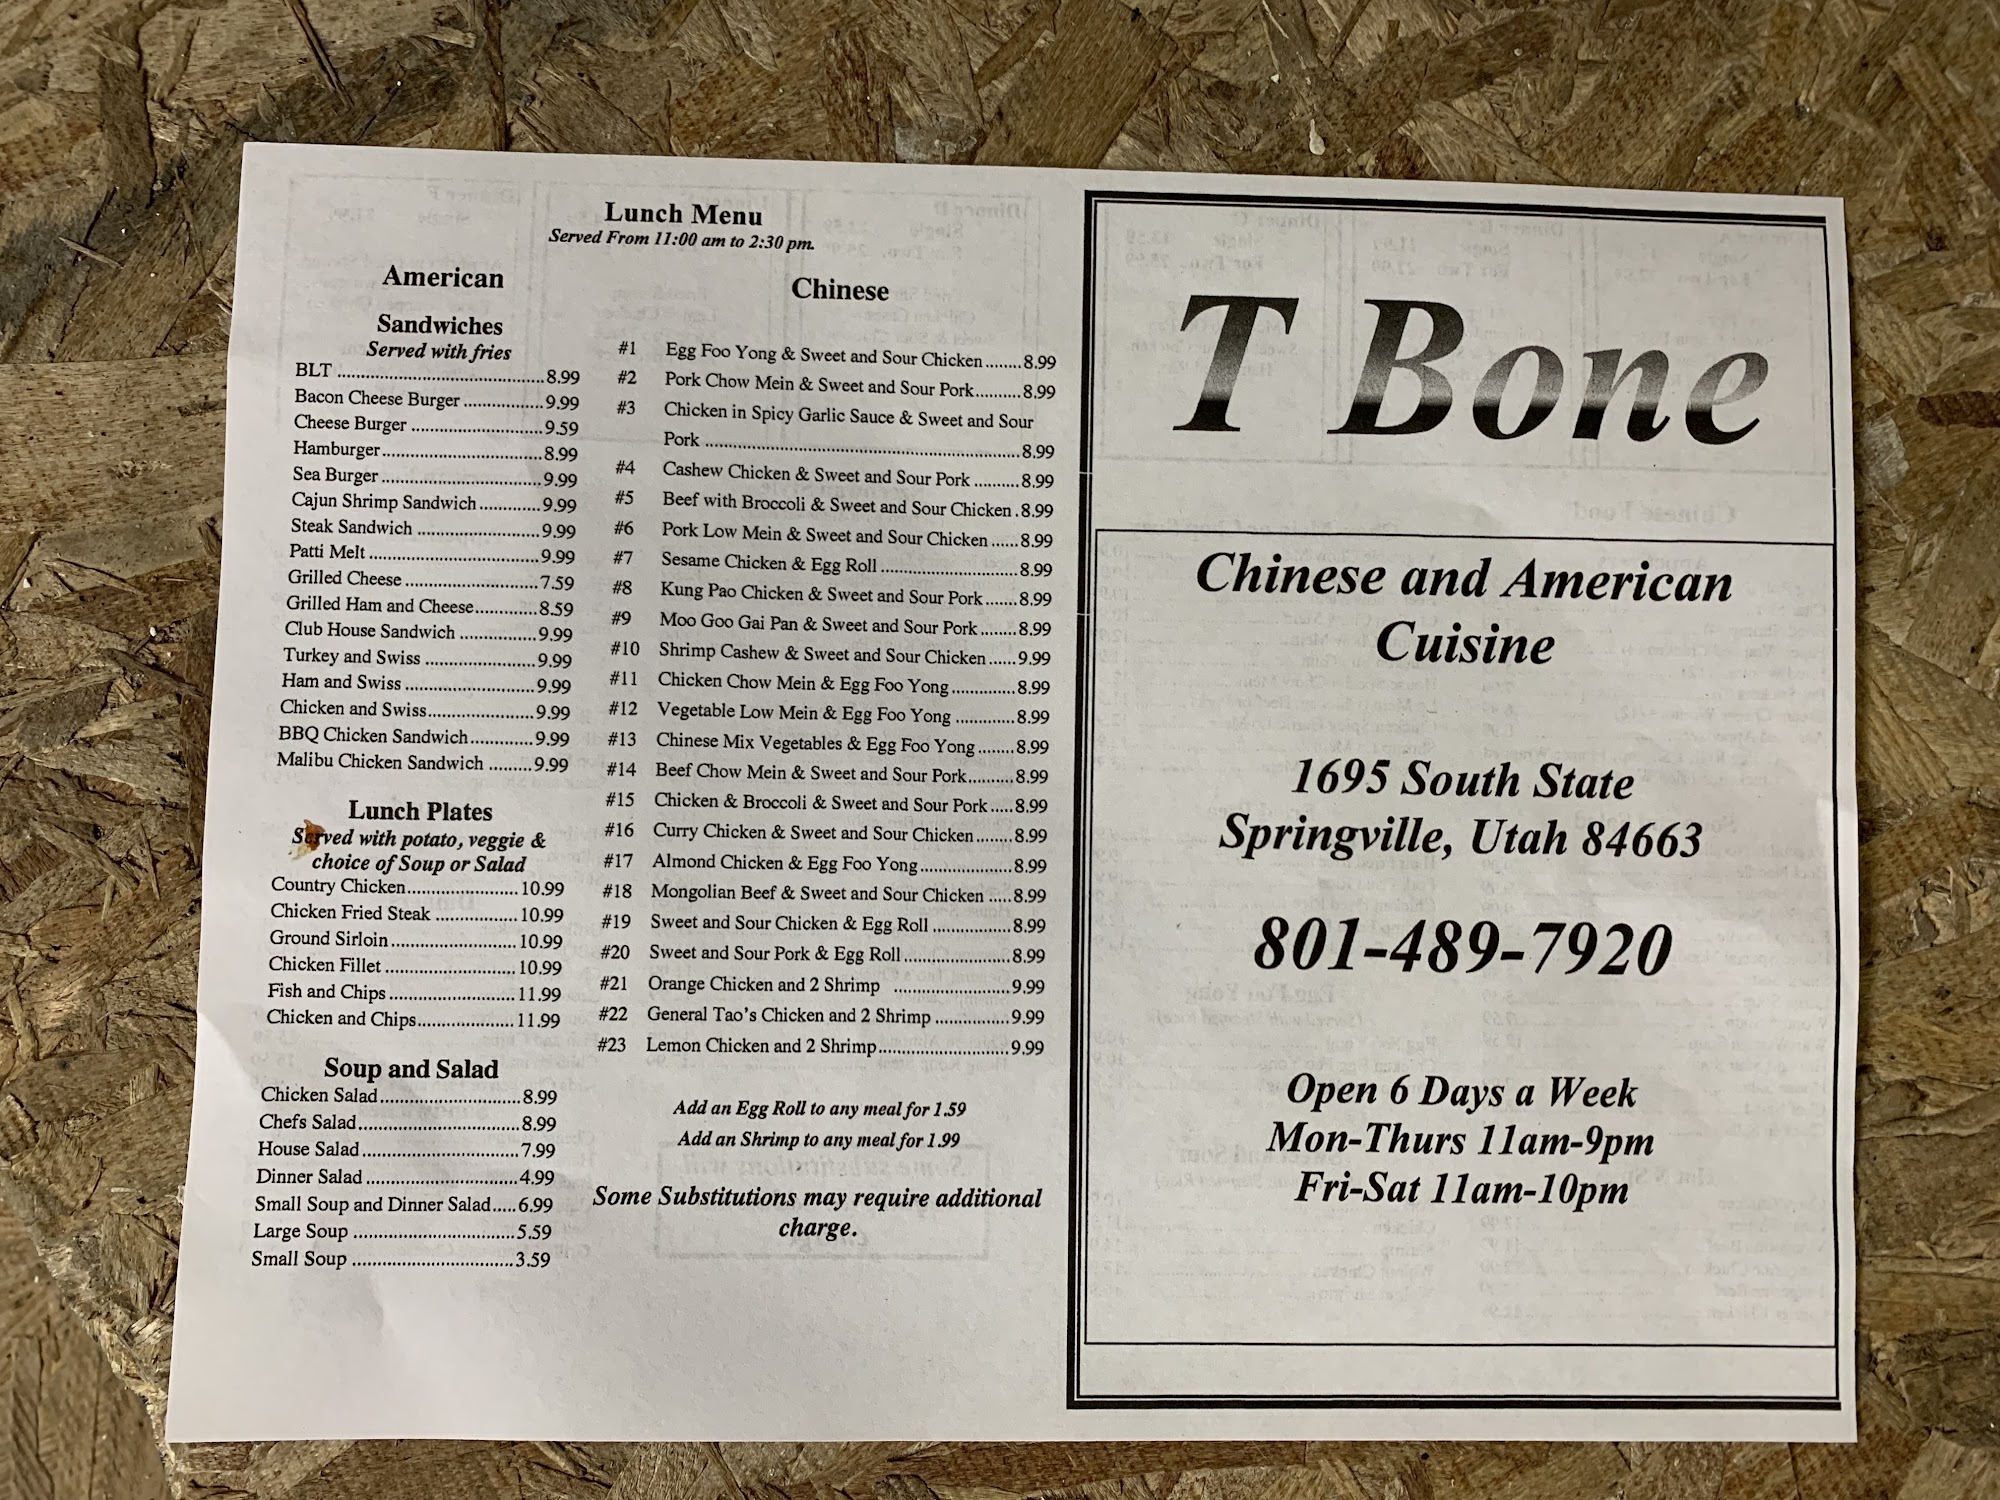 Lunch Menu
Served From 11:00 am to 2:30 pm.
American
Sandwiches
Served with fries
BLT ..........8.99
Bacon Cheese Burger ..........9.99
Cheese Burger ..........9.59
Hamburger..........8.99
Sea Burger ..........9.99
Cajun Shrimp Sandwich ..........9.99
Steak Sandwich ..........9.99
Patti Melt ..........9.99
Grilled Cheese ..........7.59
Grilled Ham and Cheese..........8.59
Club House Sandwich ..........9.99
Turkey and Swiss ..........9.99
Ham and Swiss ..........9.99
Chicken and Swiss..........9.99
BBQ Chicken Sandwich..........9.99
Malibu Chicken Sandwich ..........9.99
Lunch Plates
Served with potato, veggie &
choice of Soup or Salad
Country Chicken..........10.99
Chicken Fried Steak ..........10.99
Ground Sirloin..........10.99
Chicken Fillet ..........10.99
Fish and Chips ..........11.99
Chicken and Chips..........11.99
Soup and Salad
Chicken Salad..........8.99
Chefs Salad..........8.99
House Salad..........7.99
Dinner Salad ..........4.99
Small Soup and Dinner Salad.....6.99
Large Soup ..........5.59
Small Soup ..........3.59
Chinese
#1 Egg Foo Yong & Sweet and Sour Chicken ........8.99
#2 Pork Chow Mein & Sweet and Sour Pork..........8.99
#3 Chicken in Spicy Garlic Sauce & Sweet and Sour
Pork ..........8.99
#4 Cashew Chicken & Sweet and Sour Pork ..........8.99
#5 Beef with Broccoli & Sweet and Sour Chicken .8.99
#6 Pork Low Mein & Sweet and Sour Chicken ......8.99
#7 Sesame Chicken & Egg Roll ..........8.99
#8 Kung Pao Chicken & Sweet and Sour Pork.......8.99
#9 Moo Goo Gai Pan & Sweet and Sour Pork ........8.99
#10 Shrimp Cashew & Sweet and Sour Chicken ......9.99
#11 Chicken Chow Mein & Egg Foo Yong..........8.99
#12 Vegetable Low Mein & Egg Foo Yong ..........8.99
#13 Chinese Mix Vegetables & Egg Foo Yong ........8.99
#14 Beef Chow Mein & Sweet and Sour Pork..........8.99
#15 Chicken & Broccoli & Sweet and Sour Pork .....8.99
#16 Curry Chicken & Sweet and Sour Chicken..........8.99
#17 Almond Chicken & Egg Foo Yong..........8.99
#18 Mongolian Beef & Sweet and Sour Chicken .....8.99
#19 Sweet and Sour Chicken & Egg Roll ..........8.99
#20 Sweet and Sour Pork & Egg Roll..........8.99
#21 Orange Chicken and 2 Shrimp ..........9.99
#22 General Tao's Chicken and 2 Shrimp ..........9.99
#23 Lemon Chicken and 2 Shrimp..........9.99
Add an Egg Roll to any meal for 1.59
Add an Shrimp to any meal for 1.99
Some Substitutions may require additional
charge.
T Bone
Chinese and American
Cuisine
1695 South State
Springville, Utah 84663
801-489-7920
Open 6 Days a Week
Mon-Thurs 11am-9pm
Fri-Sat 11am-10pm